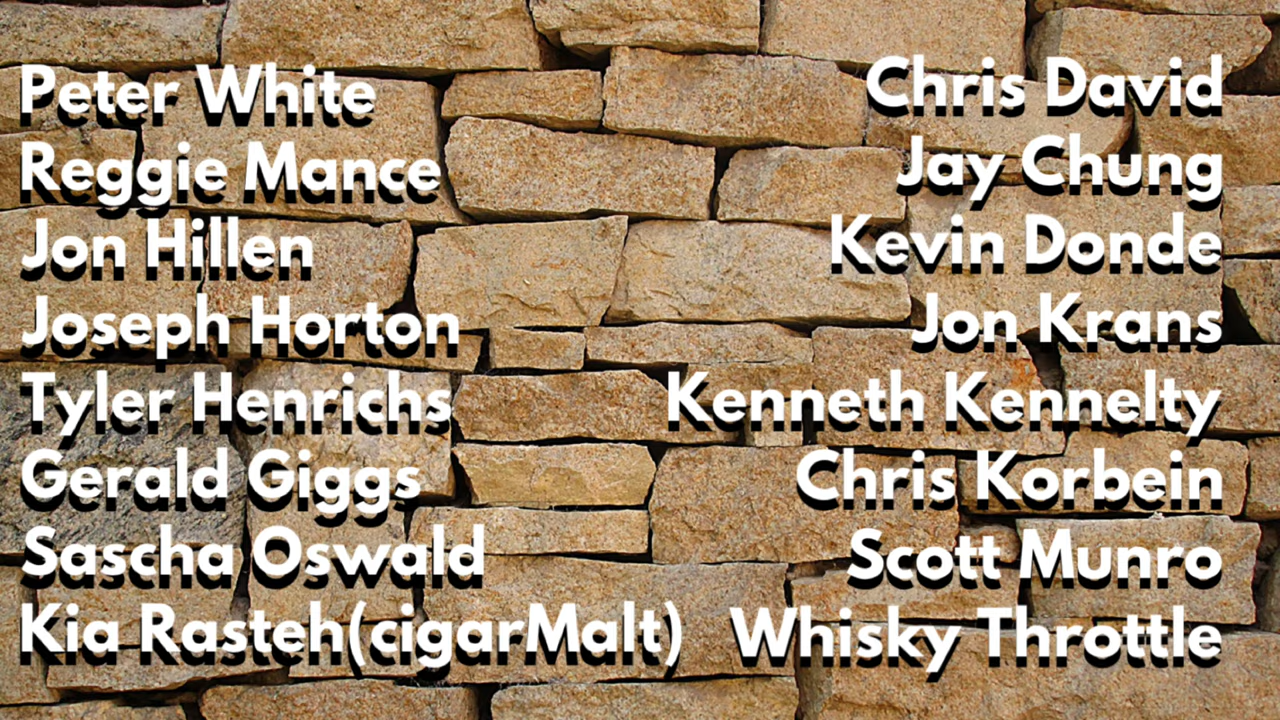 Peter White
Reggie Mance
Jon Hillen
Joseph Horton
Tyler Henrichs
Gerald Giggs
Sascha Oswald
Kia Rasteh(cigarMalt)
Chris David
Jay Chung
Kevin Donde
Jon Krans
Kenneth Kennelty
Chris Korbein
Scott Munro
Whisky Throttle